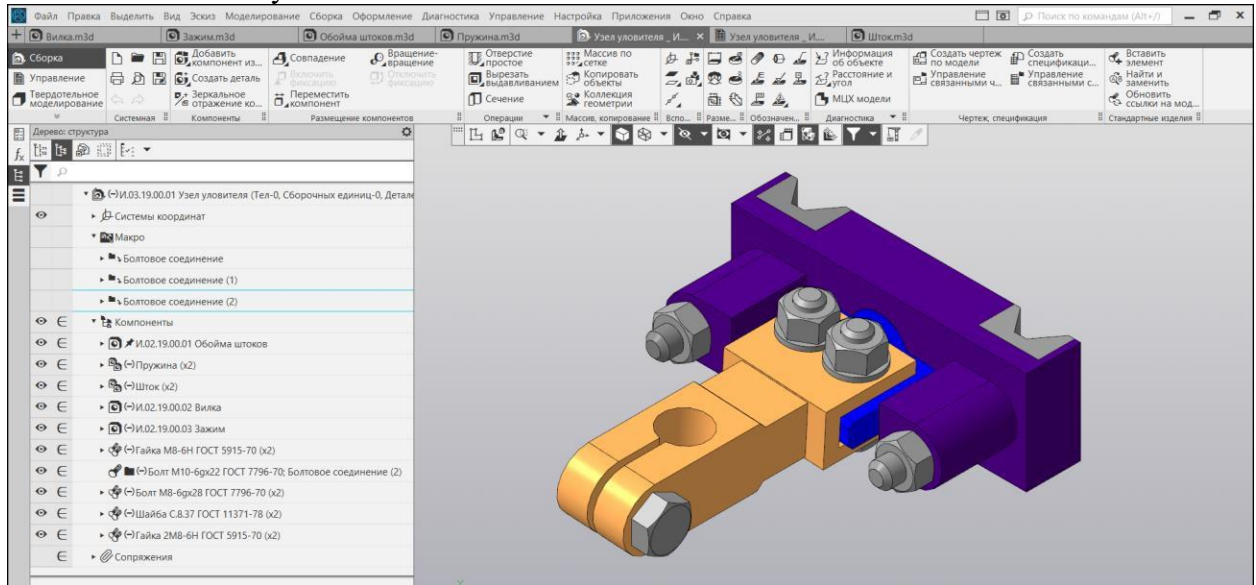 Файл Правка Выделить Вид Эскиз Моделирование Сборка Оформление Диагностика Управление Настройка Приложения Окно Справка
Поиск по командам (Alt+/)
Вилка.m3d
Зажим.m3d
Обойма штоков.m3d
Пружина.m3d
Узел уловителя _ И...
Узел уловителя _ И....
Шток.m3d
Сборка
Управление
Твердотельное моделирование
Системная
Добавить компонент из...
Создать деталь
Зеркальное отражение ко...
Компоненты
Совпадение
Включить фиксацию
Переместить компонент
Вращение-вращение
Отключить фиксацию
Размещение компонентов
Отверстие простое
Вырезать выдавливанием
Сечение
Операции
Массив по сетке
Копировать объекты
Коллекция геометрии
Массив, копирование
Вспо...
Разме...
Обозначен...
Информация об объекте
Расстояние и угол
МЦХ модели
Диагностика
Создать чертеж по модели
Управление связанными ч...
Создать спецификаци...
Управление связанными с...
Чертеж, спецификация
Вставить элемент
Найти и заменить
Обновить ссылки на мод...
Стандартные изделия
Дерево: структура
(-)И.03.19.00.01 Узел уловителя (Тел-0, Сборочных единиц-0, Детале
Системы координат
Макро
Болтовое соединение
Болтовое соединение (1)
Болтовое соединение (2)
Компоненты
И.02.19.00.01 Обойма штоков
(-)Пружина (x2)
(-)Шток (x2)
(-)И.02.19.00.02 Вилка
(-)И.02.19.00.03 Зажим
(-)Гайка М8-6Н ГОСТ 5915-70 (x2)
(-)Болт М10-6gx22 ГОСТ 7796-70; Болтовое соединение (2)
(-)Болт М8-6gx28 ГОСТ 7796-70 (x2)
(-)Шайба С.8.37 ГОСТ 11371-78 (x2)
(-)Гайка 2М8-6Н ГОСТ 5915-70 (x2)
Сопряжения